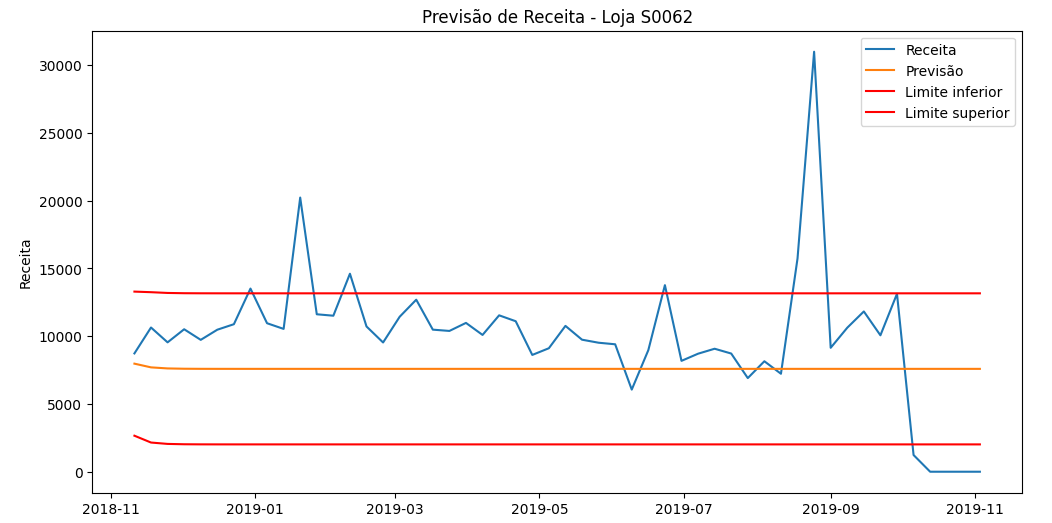 Previsão de Receita - Loja S0062
Receita
Previsão
Limite inferior
Limite superior
Receita
30000
25000
20000
15000
10000
5000
0
2018-11
2019-01
2019-03
2019-05
2019-07
2019-09
2019-11